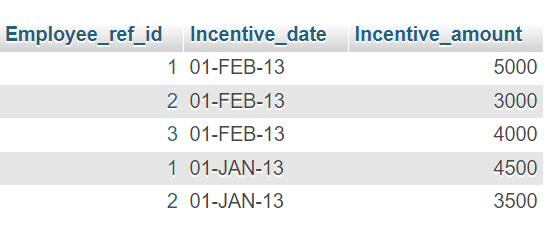 Employee_ref_id Incentive_date Incentive_amount
1 01-FEB-13 5000
2 01-FEB-13 3000
3 01-FEB-13 4000
1 01-JAN-13 4500
2 01-JAN-13 3500